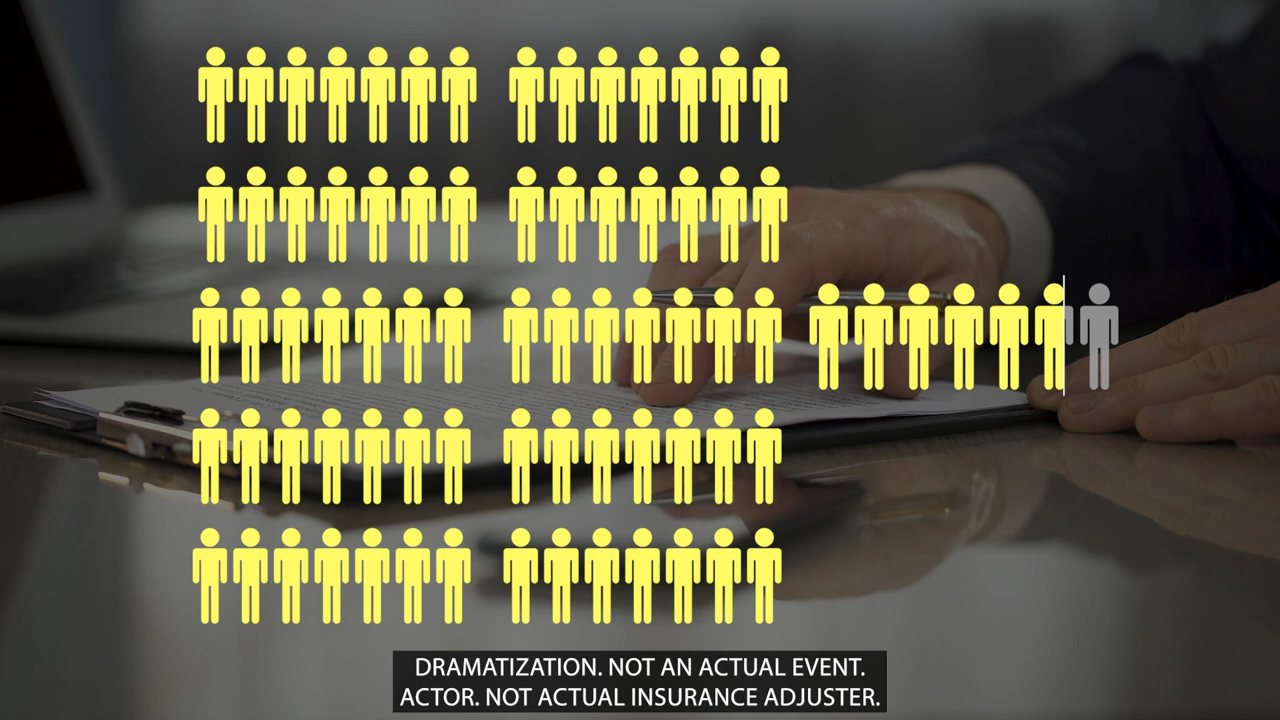 DRAMATIZATION. NOT AN ACTUAL EVENT.
ACTOR. NOT ACTUAL INSURANCE ADJUSTER.